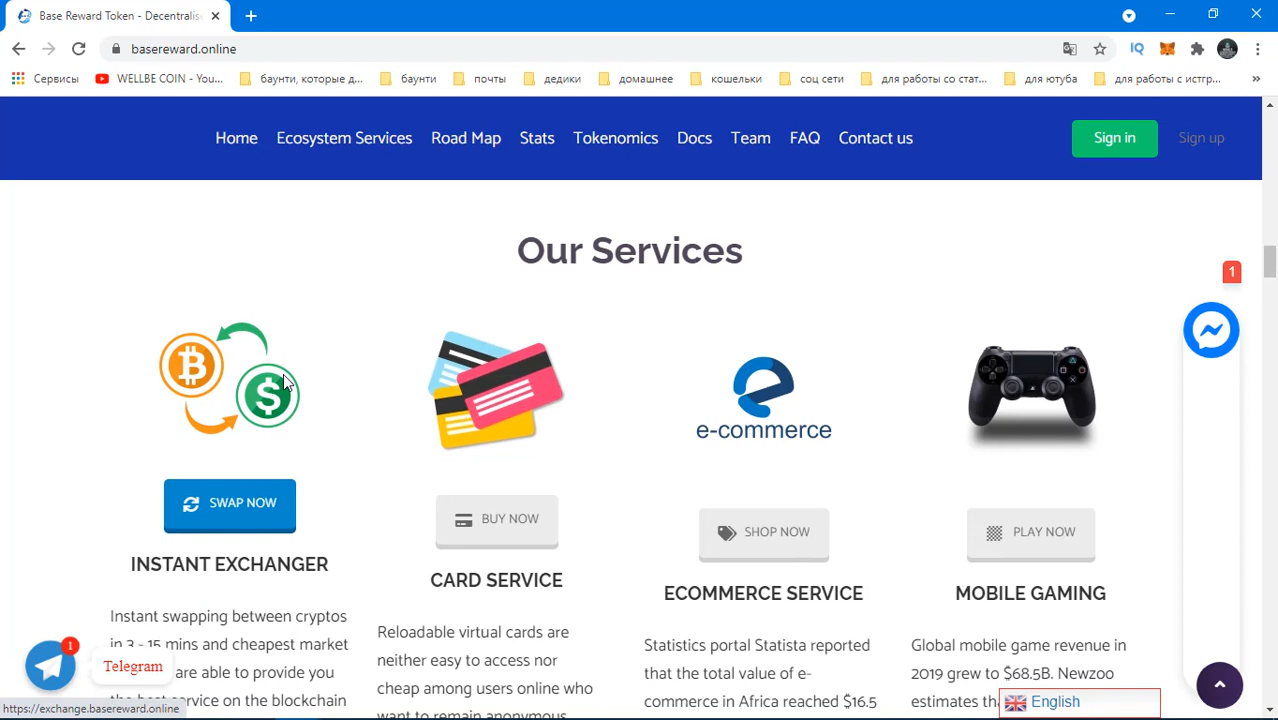 Base Reward Token - Decentralise
basereward.online
Сервисы
WELLBE COIN - You...
баунти, которые д...
баунти
почты
дедики
домашнее
кошельки
соц сети
для работы со стат...
для ютуба
для работы с истгр...
Home
Ecosystem Services
Road Map
Stats
Tokenomics
Docs
Team
FAQ
Contact us
Sign in
Sign up
Our Services
1
e-commerce
SWAP NOW
BUY NOW
SHOP NOW
PLAY NOW
INSTANT EXCHANGER
CARD SERVICE
ECOMMERCE SERVICE
MOBILE GAMING
Instant swapping between cryptos
in 3 - 15 mins and cheapest market
are able to provide you
the best service on the blockchain
Reloadable virtual cards are
neither easy to access nor
cheap among users online who
want to remain anonymous
Statistics portal Statista reported
that the total value of e-
commerce in Africa reached $16.5
Global mobile game revenue in
2019 grew to $68.5B. Newzoo
estimates
1
Telegram
https://exchange.basereward.online
English